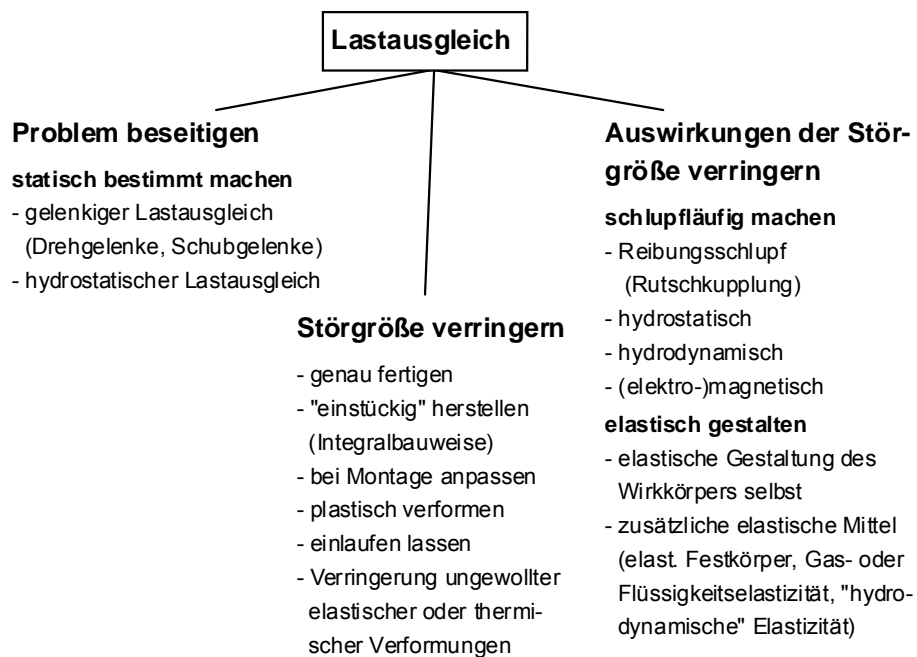 Lastausgleich
Problem beseitigen
statisch bestimmt machen
- gelenkiger Lastausgleich
(Drehgelenke, Schubgelenke)
- hydrostatischer Lastausgleich
Störgröße verringern
- genau fertigen
- "einstückig" herstellen
(Integralbauweise)
- bei Montage anpassen
- plastisch verformen
- einlaufen lassen
- Verringerung ungewollter
elastischer oder thermi-
scher Verformungen
Auswirkungen der Stör-
größe verringern
schlupfläufig machen
- Reibungsschlupf
(Rutschkupplung)
- hydrostatisch
- hydrodynamisch
- (elektro-)magnetisch
elastisch gestalten
- elastische Gestaltung des
Wirkkörpers selbst
- zusätzliche elastische Mittel
(elast. Festkörper, Gas- oder
Flüssigkeitselastizität, "hydro-
dynamische" Elastizität)